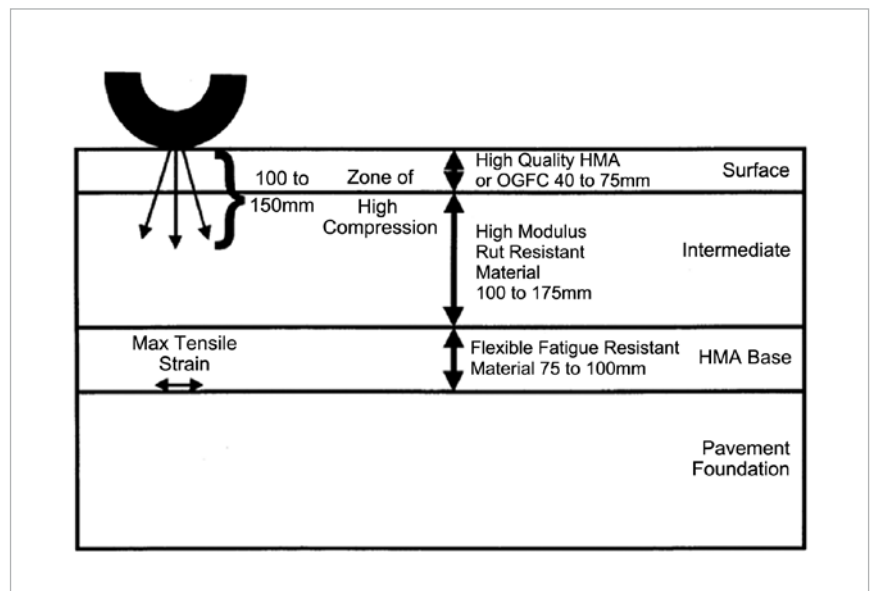 100 to
150mm
Zone of
High
Compression
High Quality HMA
or OGFC 40 to 75mm
Surface
High Modulus
Rut Resistant
Material
100 to 175mm
Intermediate
Max Tensile
Strain
Flexible Fatigue Resistant
Material 75 to 100mm
HMA Base
Pavement
Foundation